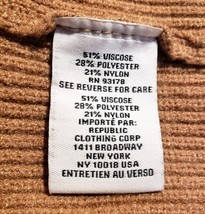 51% VISCOSE
28% POLYESTER
21% NYLON
RN 93178
SEE REVERSE FOR CARE
51% VISCOSE
28% POLYESTER
21% NYLON
IMPORTÉ PAR:
REPUBLIC
CLOTHING CORP
1411 BROADWAY
NEW YORK
NY 10018 USA
ENTRETIEN AU VERSO